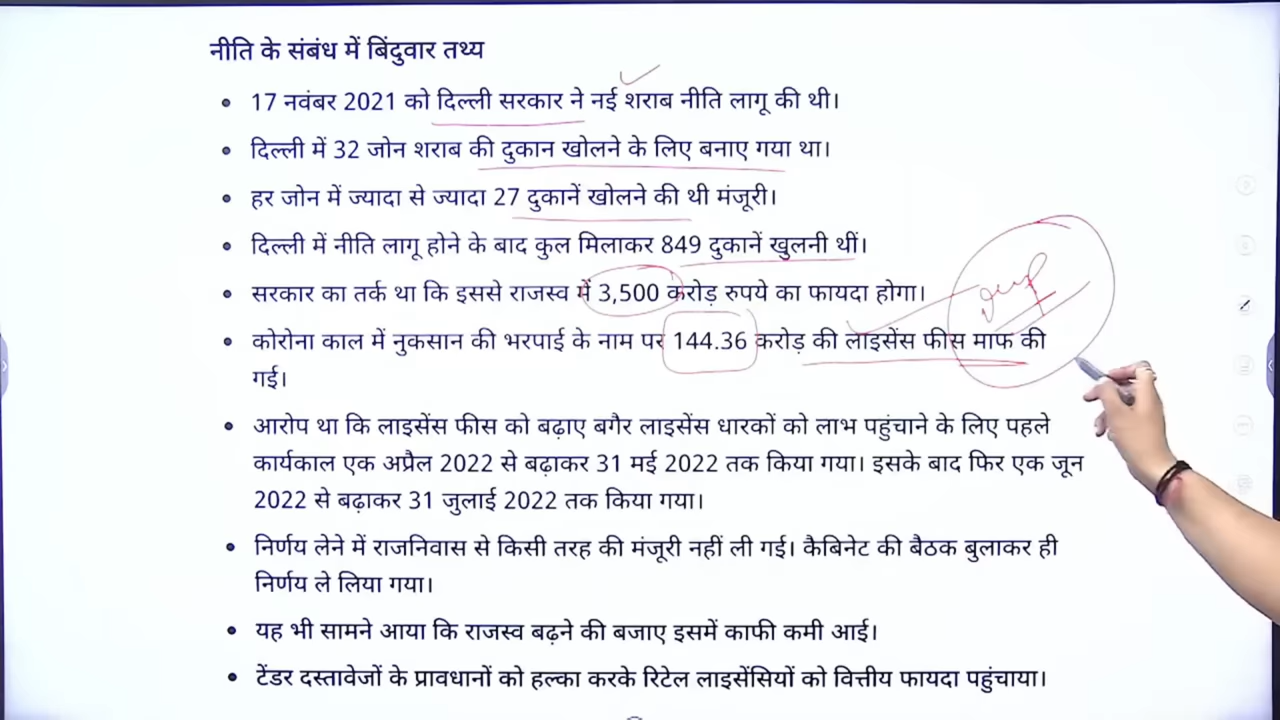 नीति के संबंध में बिंदुवार तथ्य
• 17 नवंबर 2021 को दिल्ली सरकार ने नई शराब नीति लागू की थी।
• दिल्ली में 32 जोन शराब की दुकान खोलने के लिए बनाए गया था।
• हर जोन में ज्यादा से ज्यादा 27 दुकानें खोलने की थी मंजूरी।
• दिल्ली में नीति लागू होने के बाद कुल मिलाकर 849 दुकानें खुलनी थीं।
• सरकार का तर्क था कि इससे राजस्व में 3,500 करोड़ रुपये का फायदा होगा।
• कोरोना काल में नुकसान की भरपाई के नाम पर 144.36 करोड़ की लाइसेंस फीस माफ की
गई।
• आरोप था कि लाइसेंस फीस को बढ़ाए बगैर लाइसेंस धारकों को लाभ पहुंचाने के लिए पहले
कार्यकाल एक अप्रैल 2022 से बढ़ाकर 31 मई 2022 तक किया गया। इसके बाद फिर एक जून
2022 से बढ़ाकर 31 जुलाई 2022 तक किया गया।
• निर्णय लेने में राजनिवास से किसी तरह की मंजूरी नहीं ली गई। कैबिनेट की बैठक बुलाकर ही
निर्णय ले लिया गया।
• यह भी सामने आया कि राजस्व बढ़ने की बजाए इसमें काफी कमी आई।
• टेंडर दस्तावेजों के प्रावधानों को हल्का करके रिटेल लाइसेंसियों को वित्तीय फायदा पहुंचाया।